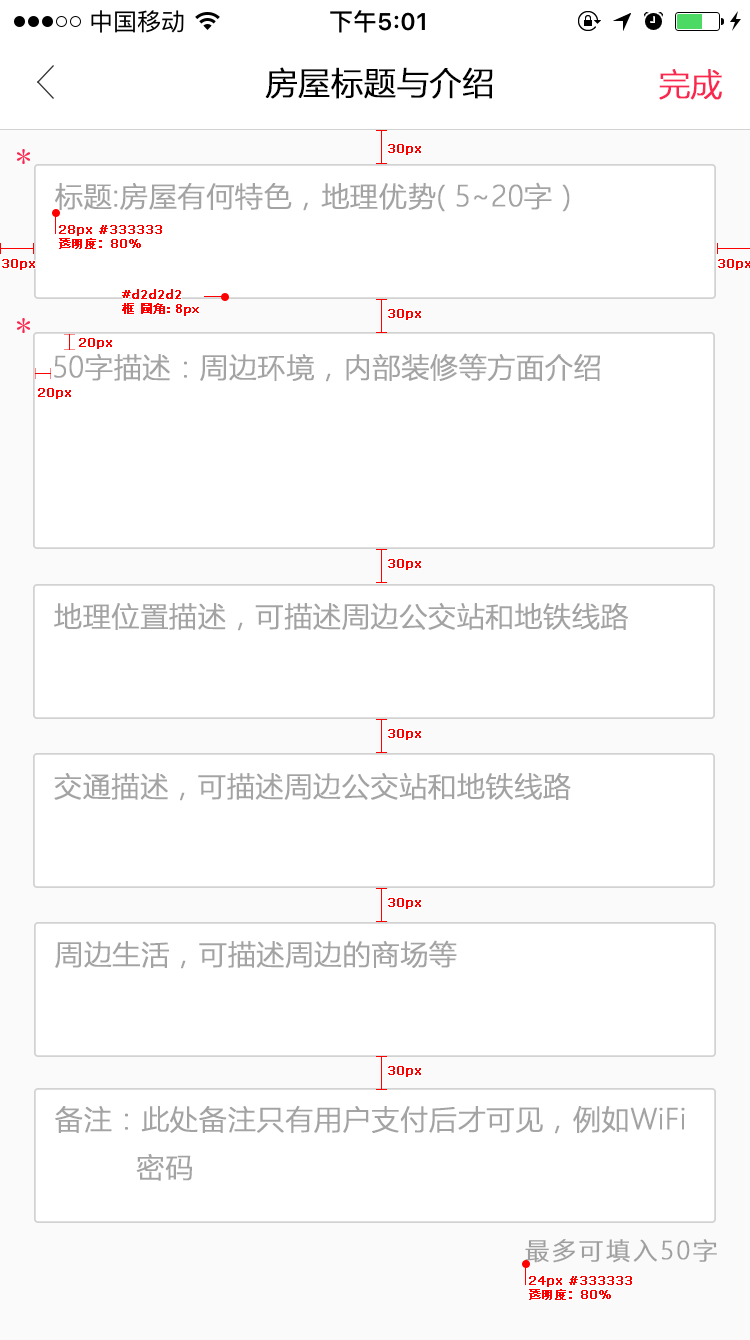 中国移动 下午5:01
房屋标题与介绍 完成
30px
*
标题:房屋有何特色，地理优势( 5~20字 )
28px #333333
透明度: 80%
30px 30px
#d2d2d2
框 圆角: 8px
30px
*
20px
50字描述：周边环境，内部装修等方面介绍
20px
30px
地理位置描述，可描述周边公交站和地铁线路
30px
交通描述，可描述周边公交站和地铁线路
30px
周边生活，可描述周边的商场等
30px
备注：此处备注只有用户支付后才可见，例如WiFi
密码
最多可填入50字
24px #333333
透明度: 80%